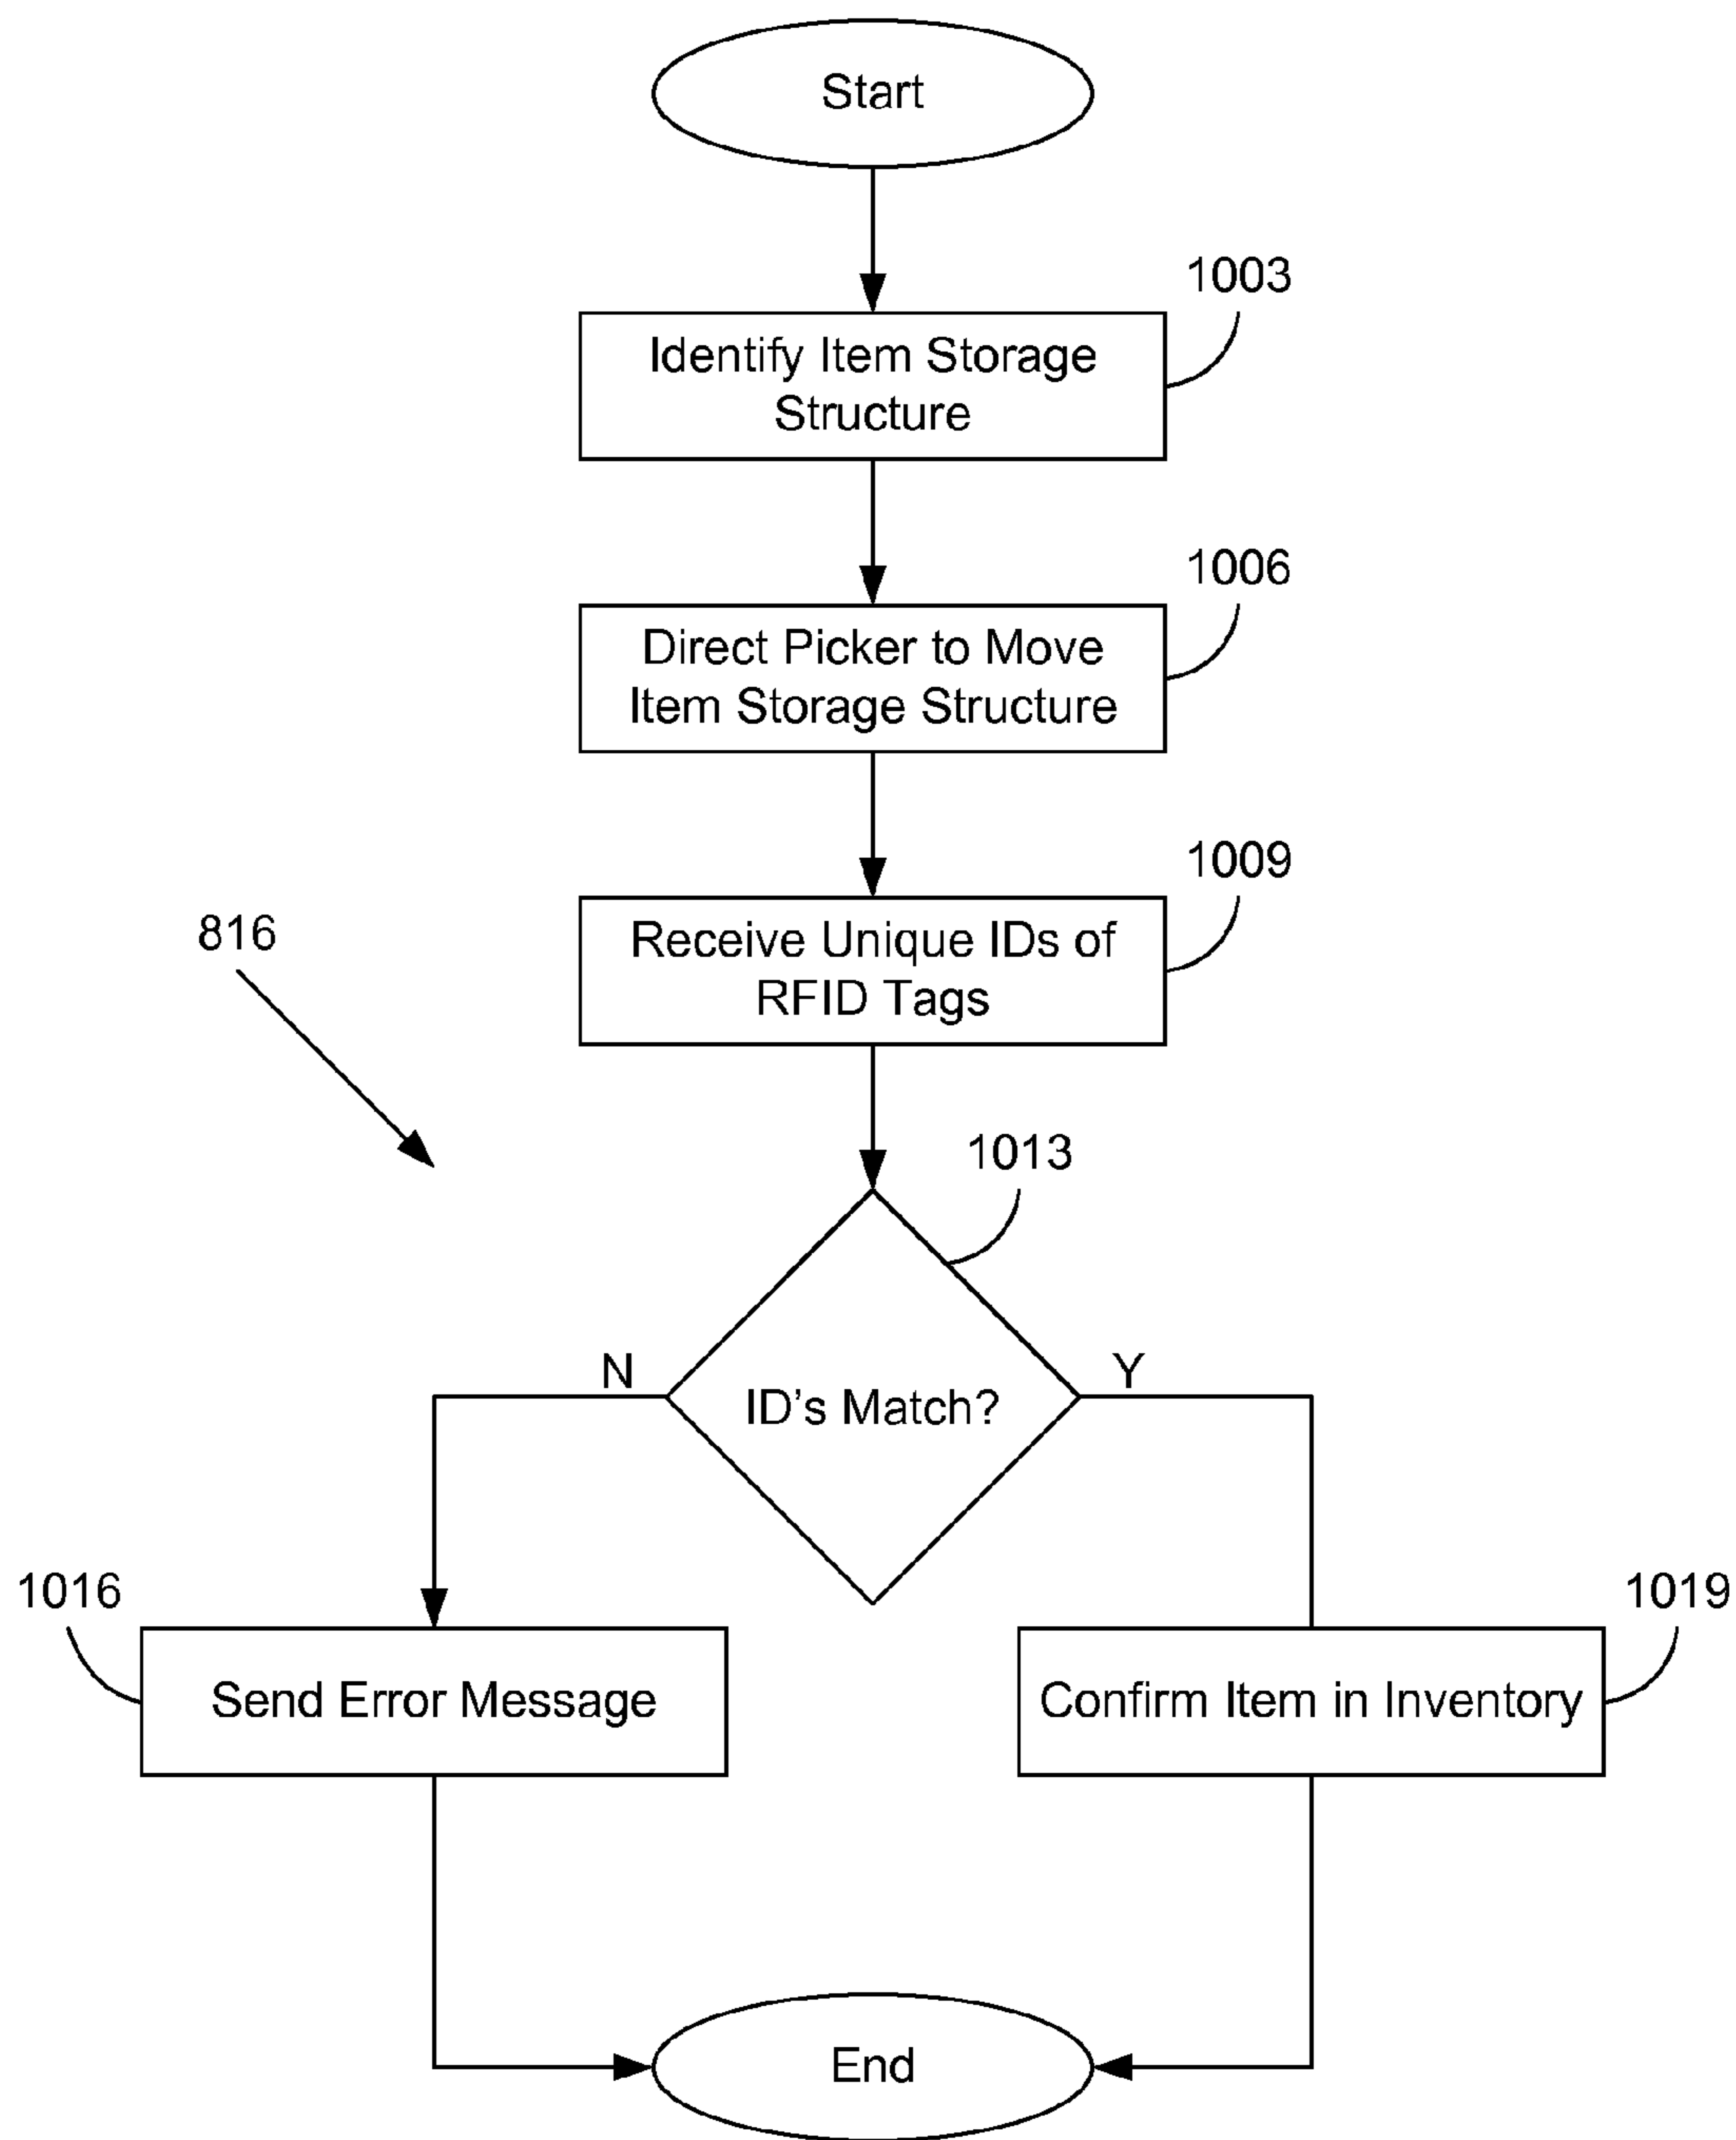 Start
1003
Identify Item Storage
Structure
1006
Direct Picker to Move
Item Storage Structure
1009
Receive Unique IDs of
RFID Tags
816
1013
N
Y
ID's Match?
1016
1019
Send Error Message
Confirm Item in Inventory
End